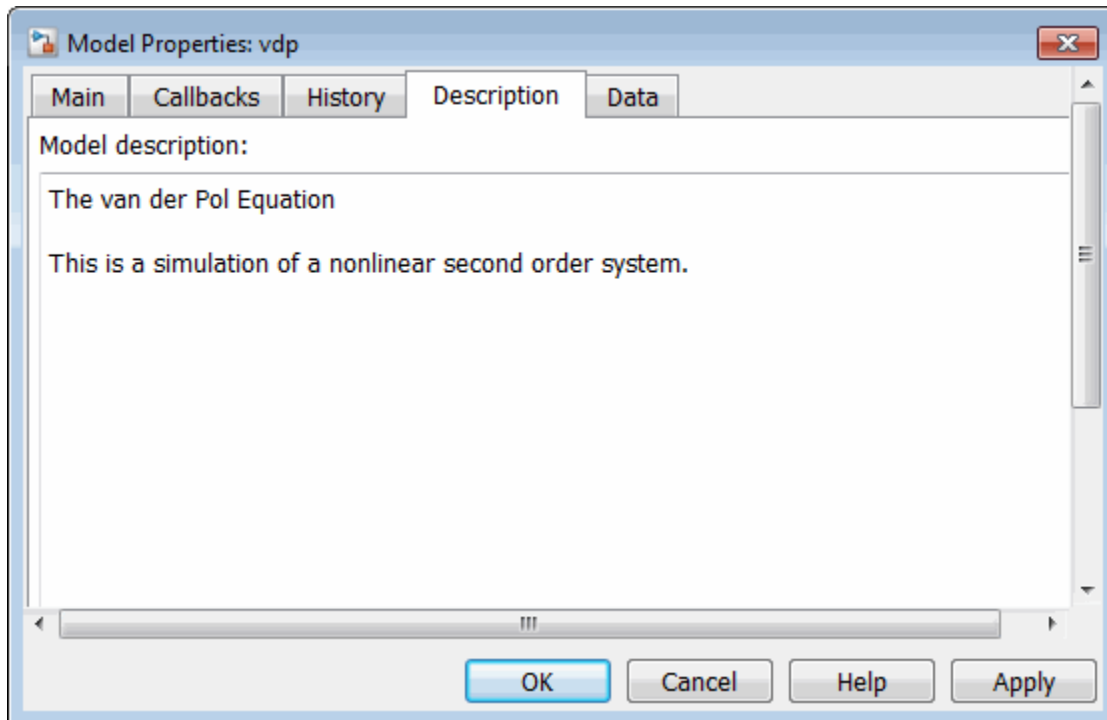 Model Properties: vdp
Main Callbacks History Description Data
Model description:
The van der Pol Equation
This is a simulation of a nonlinear second order system.
OK Cancel Help Apply